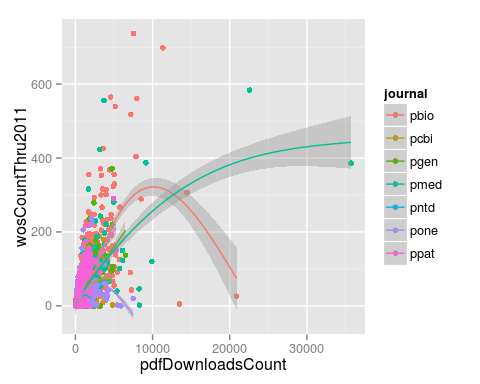 600
400
200
0
0
10000
20000
30000
pdfDownloadsCount
wosCountThru2011
journal
pbio
pcbi
pgen
pmed
pntd
pone
ppat